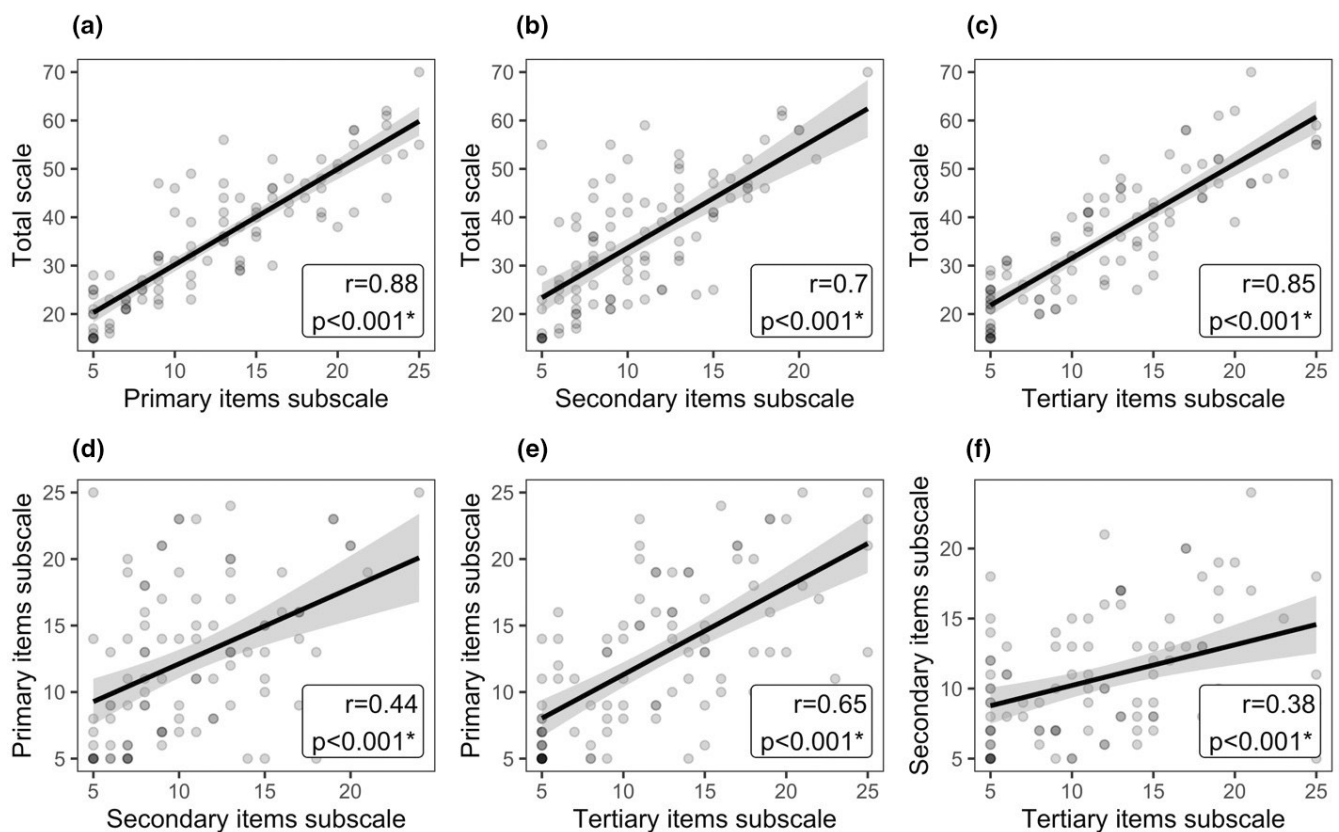 (a)
70
60
50
40
30
20
Total scale
5 10 15 20 25
Primary items subscale
r=0.88
p<0.001*
(b)
70
60
50
40
30
20
Total scale
5 10 15 20
Secondary items subscale
r=0.7
p<0.001*
(c)
70
60
50
40
30
20
Total scale
5 10 15 20 25
Tertiary items subscale
r=0.85
p<0.001*
(d)
25
20
15
10
5
Primary items subscale
5 10 15 20
Secondary items subscale
r=0.44
p<0.001*
(e)
25
20
15
10
5
Primary items subscale
5 10 15 20 25
Tertiary items subscale
r=0.65
p<0.001*
(f)
20
15
10
5
Secondary items subscale
5 10 15 20 25
Tertiary items subscale
r=0.38
p<0.001*